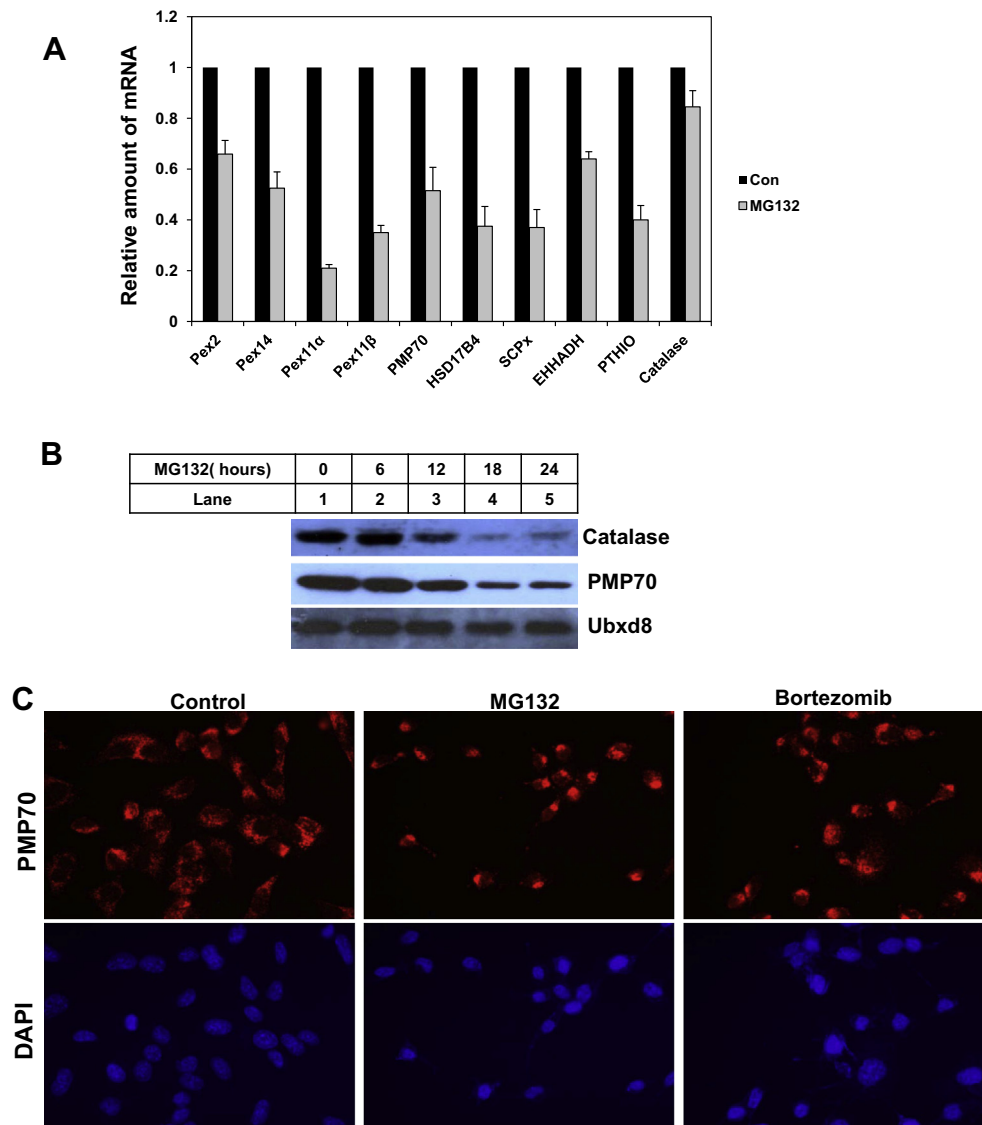 A
Relative amount of mRNA
1.2
1
0.8
0.6
0.4
0.2
0
Pex2
Pex14
Pex11α
Pex11β
PMP70
HSD17B4
SCPx
EHHADH
PTHIO
Catalase
Con
MG132
B
MG132( hours) 0 6 12 18 24
Lane 1 2 3 4 5
Catalase
PMP70
Ubxd8
C
Control MG132 Bortezomib
PMP70
DAPI